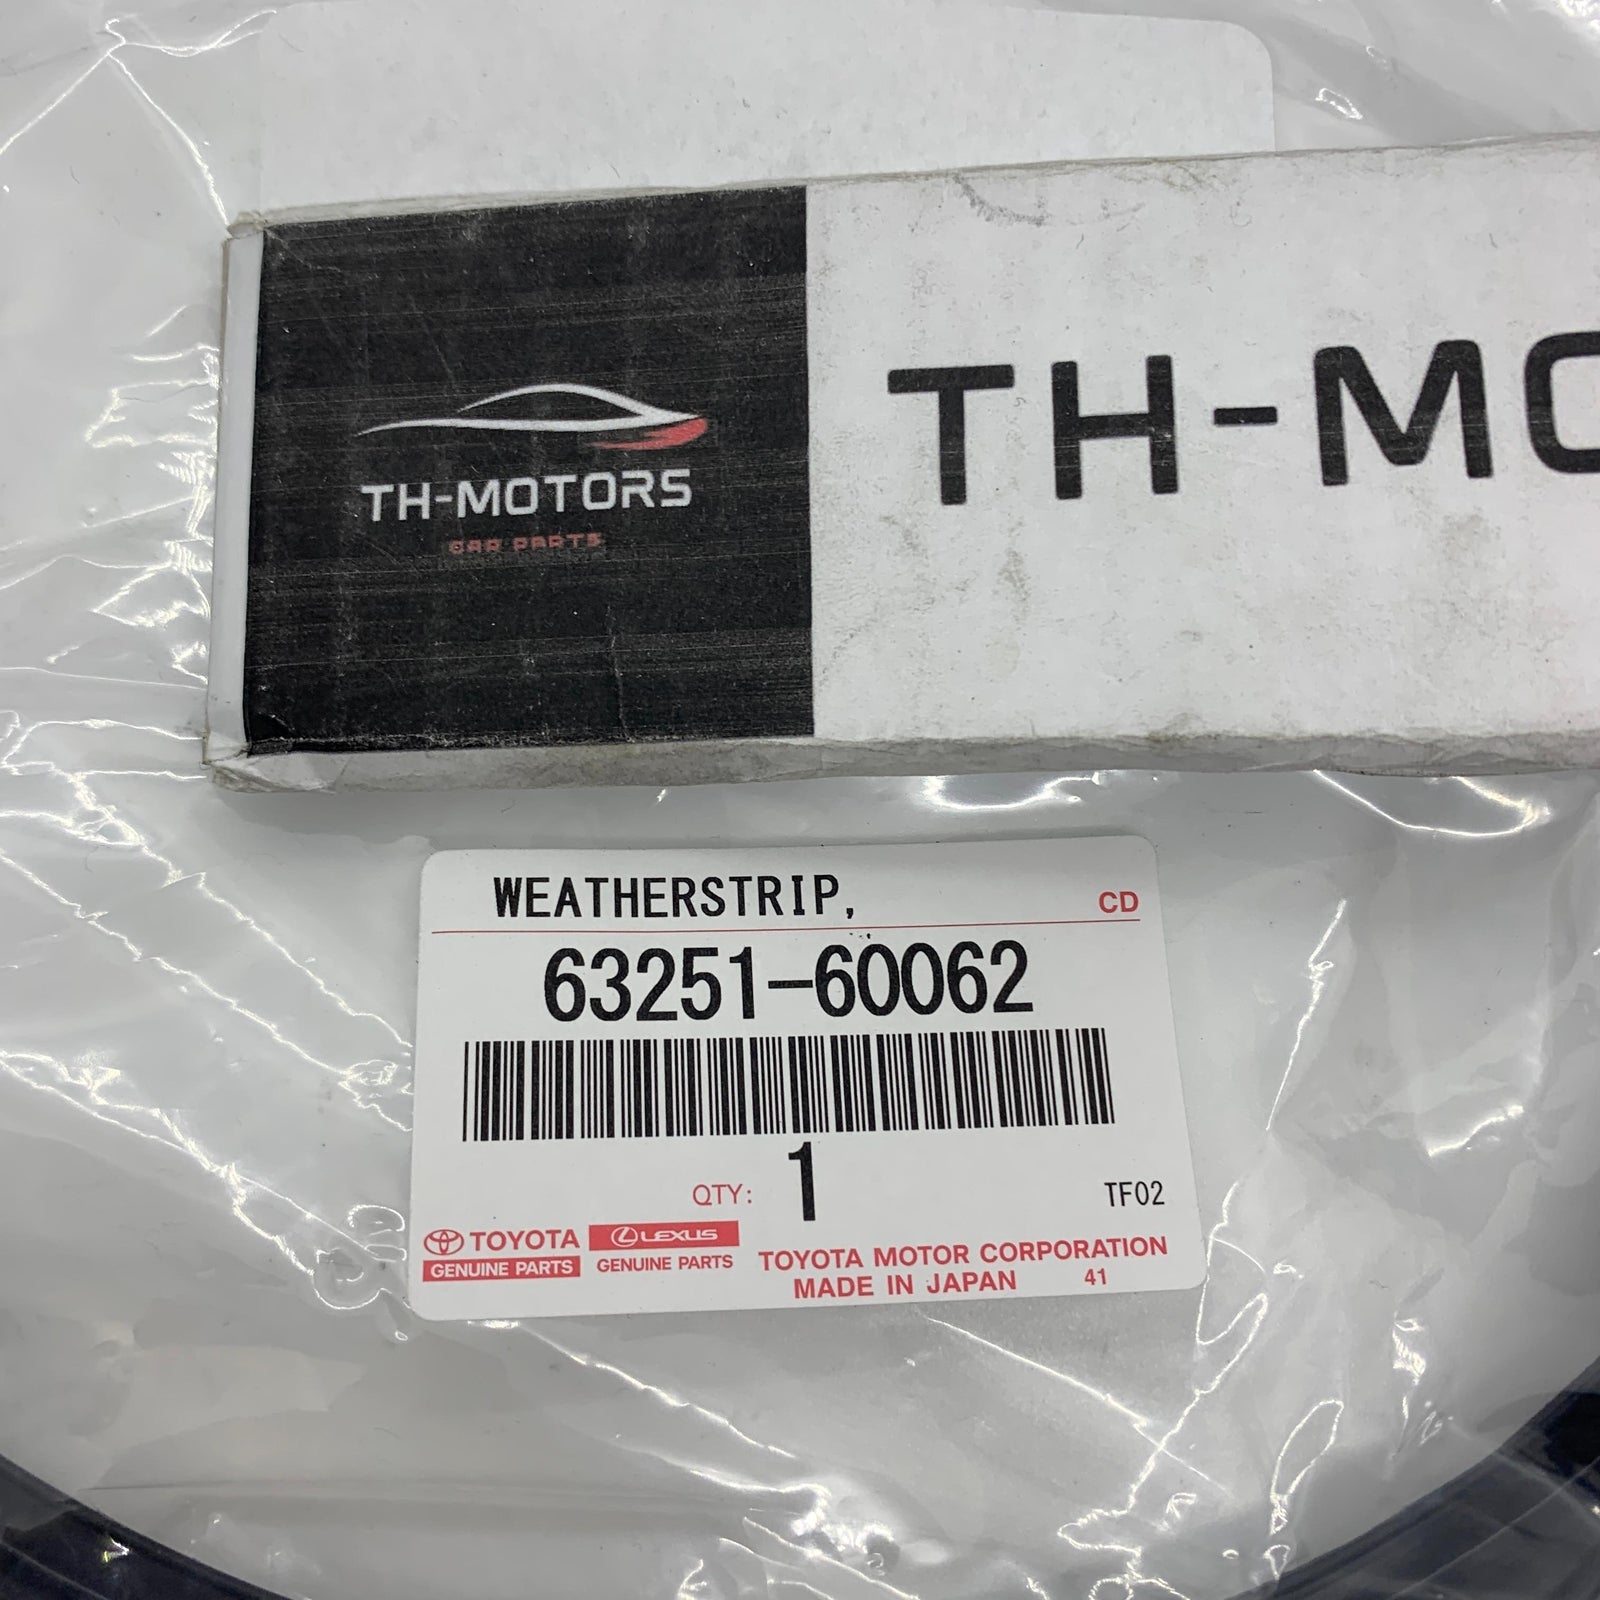 TH-MOTORS
CAR PARTS
TH-MO
WEATHERSTRIP,
CD
63251-60062
QTY: 1
TF02
TOYOTA
GENUINE PARTS
LEXUS
GENUINE PARTS
TOYOTA MOTOR CORPORATION
MADE IN JAPAN 41